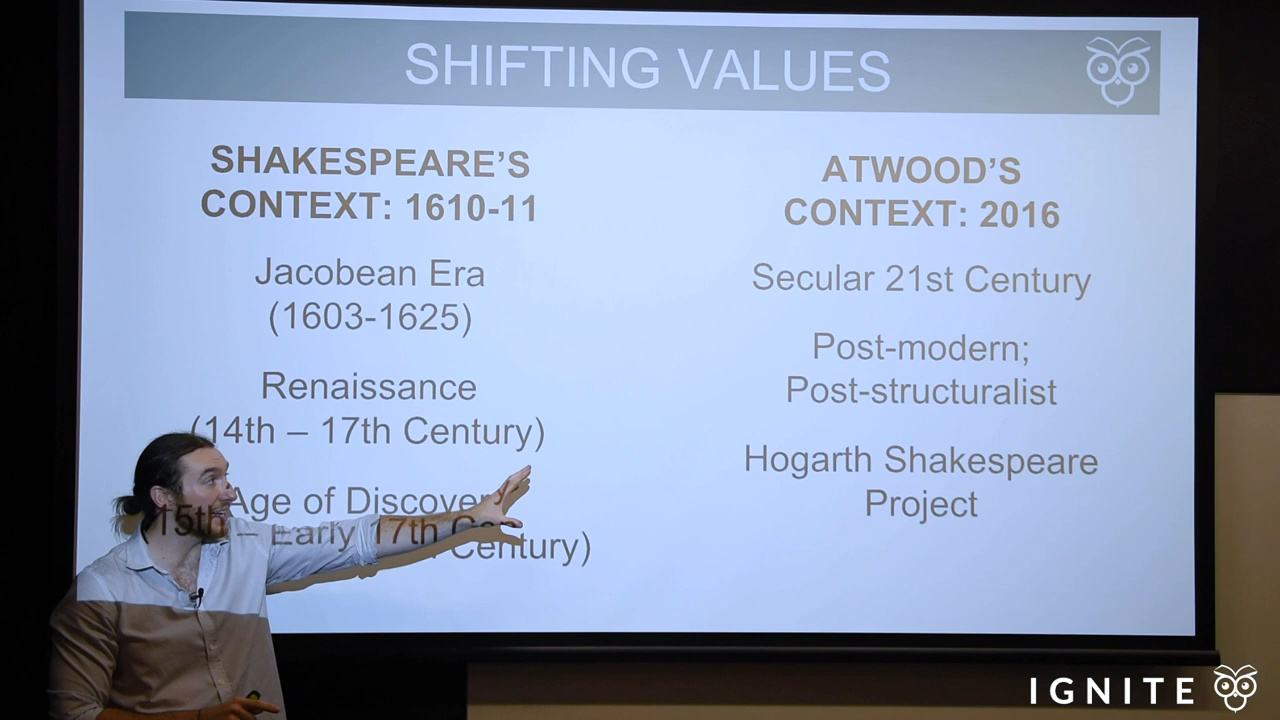 SHIFTING VALUES
SHAKESPEARE'S
CONTEXT: 1610-11
Jacobean Era
(1603-1625)
Renaissance
(14th – 17th Century)
Age of Discovery
(15th – Early 17th Century)
ATWOOD'S
CONTEXT: 2016
Secular 21st Century
Post-modern;
Post-structuralist
Hogarth Shakespeare
Project
IGNITE